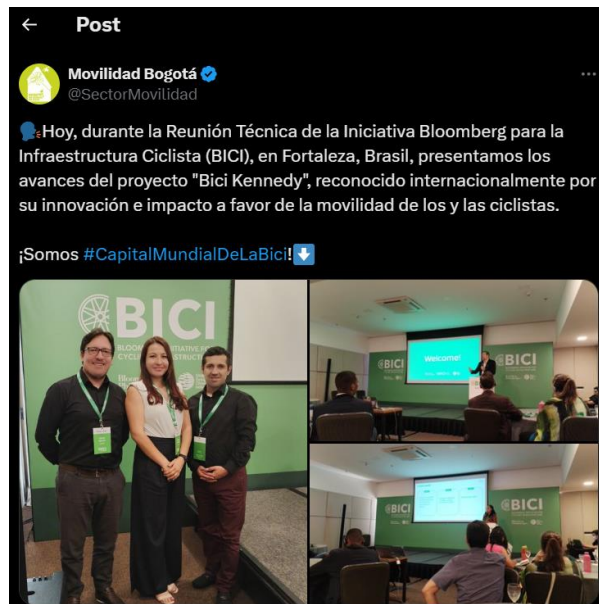 Post
Movilidad Bogotá
@SectorMovilidad
Hoy, durante la Reunión Técnica de la Iniciativa Bloomberg para la
Infraestructura Ciclista (BICI), en Fortaleza, Brasil, presentamos los
avances del proyecto "Bici Kennedy", reconocido internacionalmente por
su innovación e impacto a favor de la movilidad de los y las ciclistas.
¡Somos #CapitalMundialDeLaBici!
BICI
Welcome!
BICI
BICI
BICI
BICI